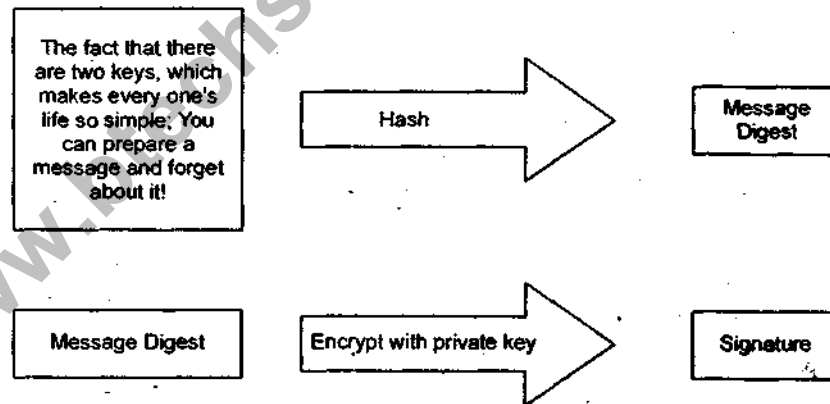 The fact that there
are two keys, which
makes every one's
life so simple; You
can prepare a
message and forget
about it!
Hash
Message
Digest
Message Digest
Encrypt with private key
Signature